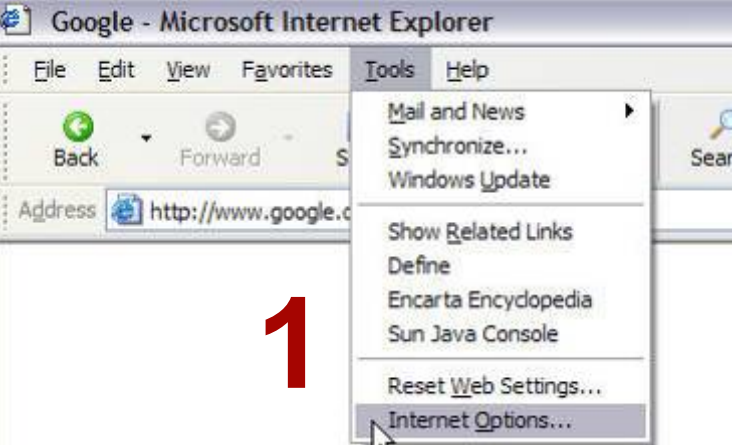 Google - Microsoft Internet Explorer
File Edit View Favorites Tools Help
Back Forward
Address http://www.google.
Mail and News
Synchronize...
Windows Update
Show Related Links
Define
Encarta Encyclopedia
Sun Java Console
Reset Web Settings...
Internet Options...
1